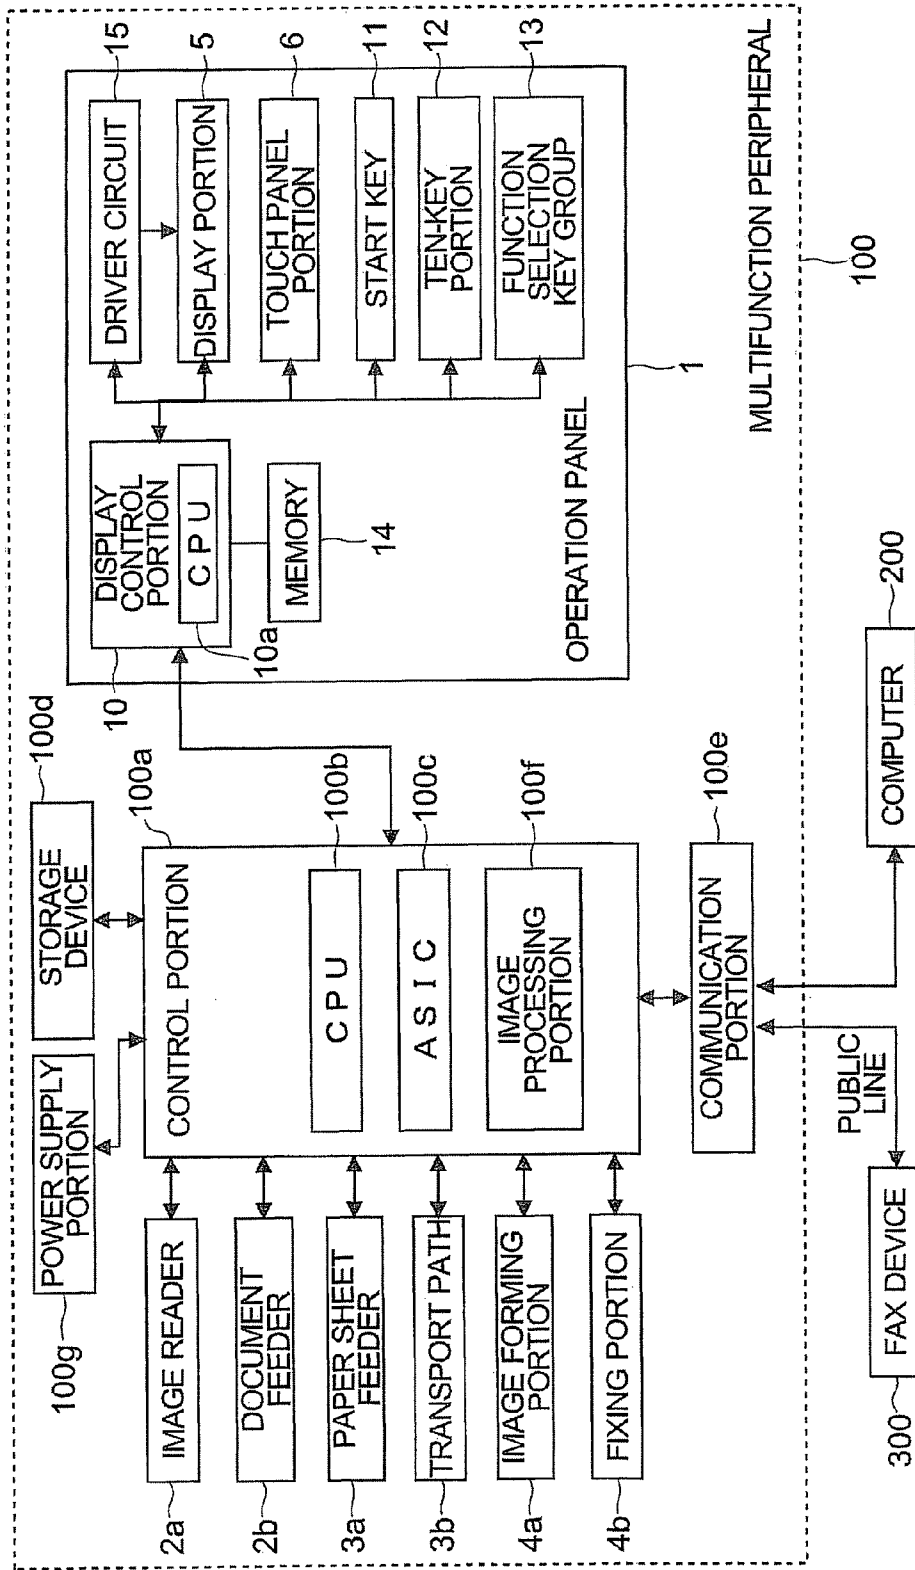 100g
POWER SUPPLY
PORTION
STORAGE
DEVICE
100d
2a
IMAGE READER
2b
DOCUMENT
FEEDER
3a
PAPER SHEET
FEEDER
3b
TRANSPORT PATH
4a
IMAGE FORMING
PORTION
4b
FIXING PORTION
CONTROL PORTION
100a
CPU
100b
ASIC
100c
IMAGE
PROCESSING
PORTION
100f
COMMUNICATION
PORTION
100e
PUBLIC
LINE
300
FAX DEVICE
COMPUTER
200
10
DISPLAY
CONTROL
PORTION
CPU
10a
MEMORY
14
DRIVER CIRCUIT
15
DISPLAY PORTION
5
TOUCH PANEL
PORTION
6
START KEY
11
TEN-KEY
PORTION
12
FUNCTION
SELECTION
KEY GROUP
13
OPERATION PANEL
1
MULTIFUNCTION PERIPHERAL
100